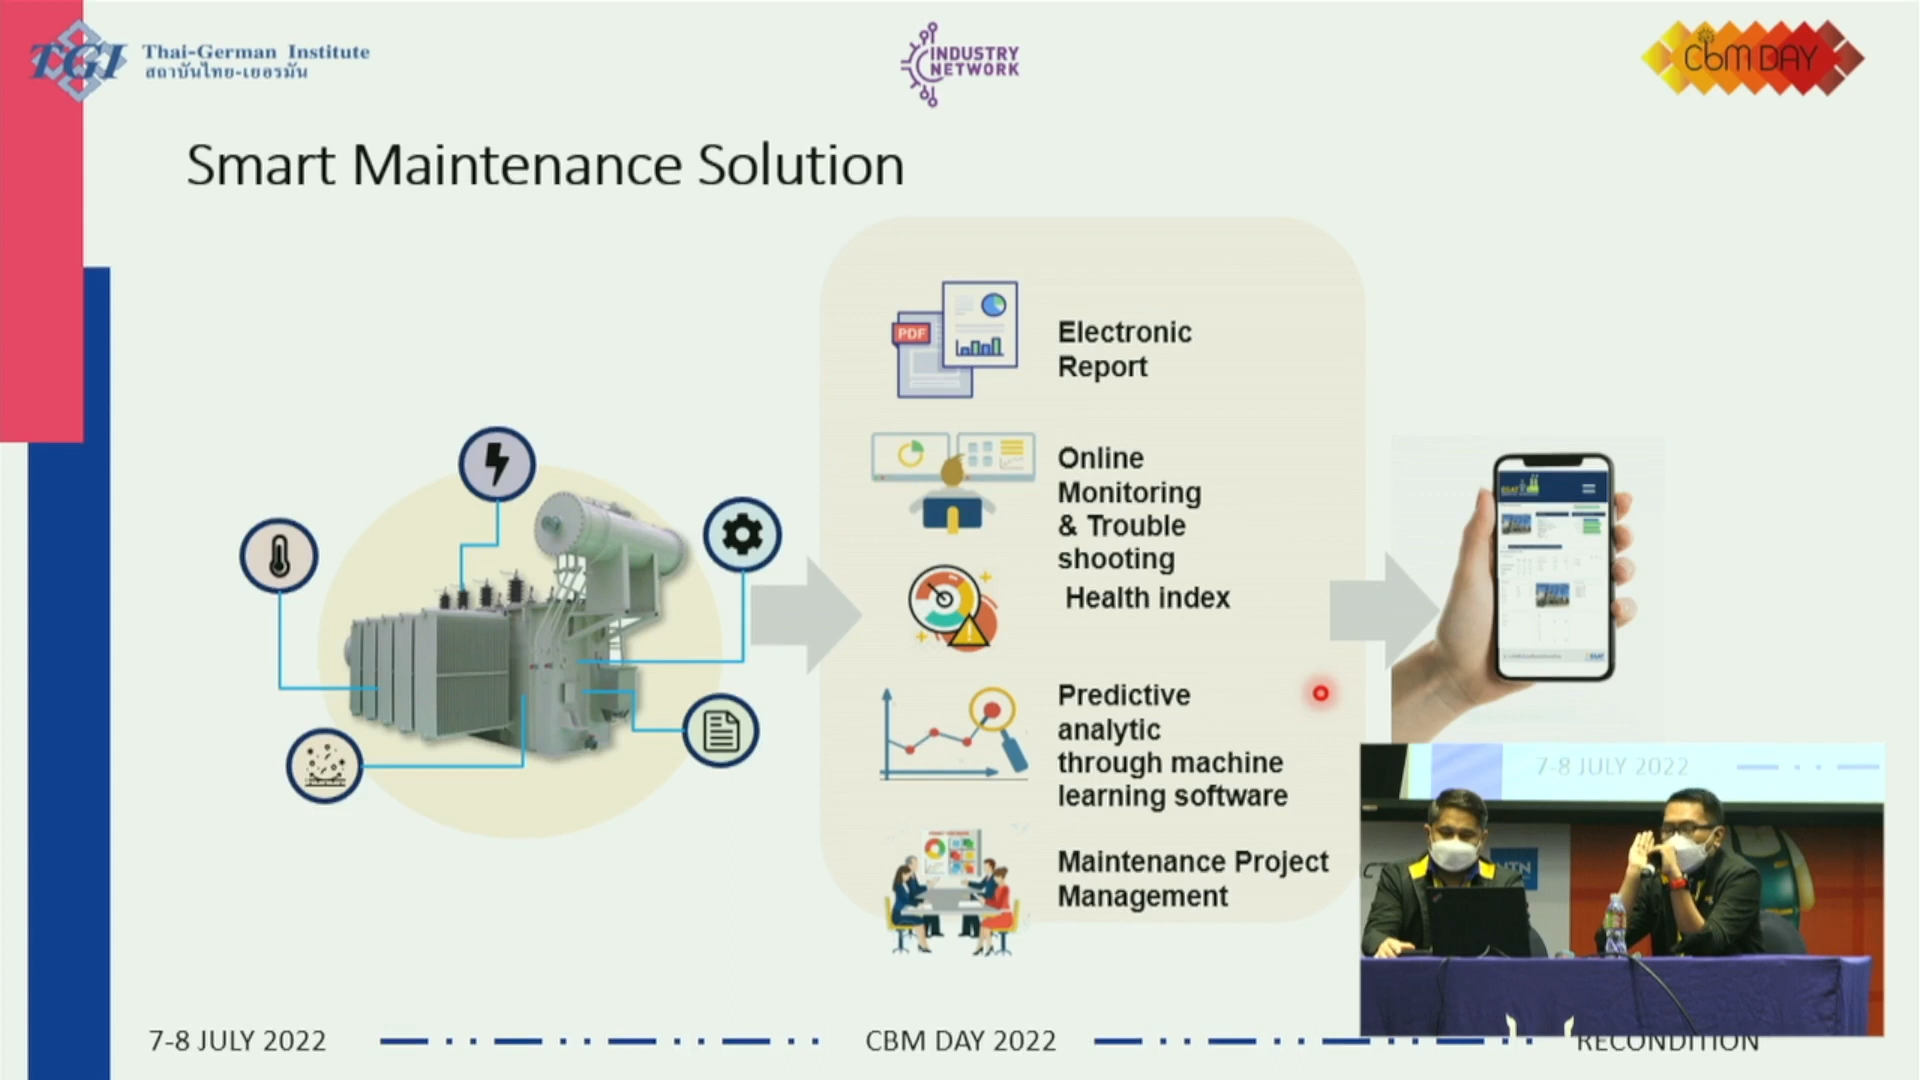 TGI
Thai-German Institute
สถาบันไทย-เยอรมัน
INDUSTRY
NETWORK
CbM DAY
Smart Maintenance Solution
PDF
Electronic
Report
Online
Monitoring
& Trouble
shooting
Health index
Predictive
analytic
through machine
learning software
Maintenance Project
Management
EGAT
7-8 JULY 2022
NTN
7-8 JULY 2022
CBM DAY 2022
RECONDITION